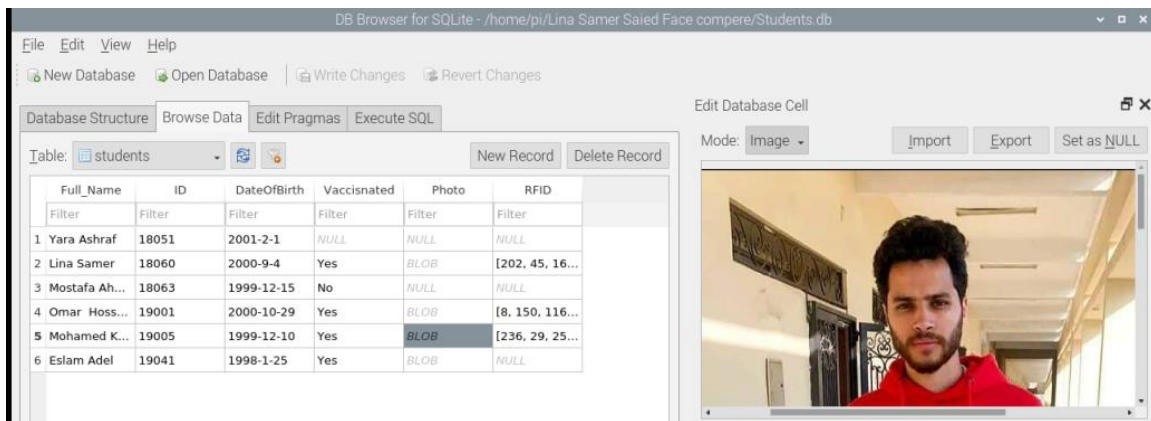 DB Browser for SQLite - /home/pi/Lina Samer Saied Face compere/Students.db
File Edit View Help
New Database Open Database Write Changes Revert Changes
Database Structure Browse Data Edit Pragmas Execute SQL
Table: students New Record Delete Record
Full_Name ID DateOfBirth Vaccisnated Photo RFID
Filter Filter Filter Filter Filter Filter
1 Yara Ashraf 18051 2001-2-1 NULL NULL NULL
2 Lina Samer 18060 2000-9-4 Yes BLOB [202, 45, 16...
3 Mostafa Ah... 18063 1999-12-15 No NULL NULL
4 Omar Hoss... 19001 2000-10-29 Yes BLOB [8, 150, 116...
5 Mohamed K... 19005 1999-12-10 Yes BLOB [236, 29, 25...
6 Eslam Adel 19041 1998-1-25 Yes BLOB NULL
Edit Database Cell
Mode: Image Import Export Set as NULL